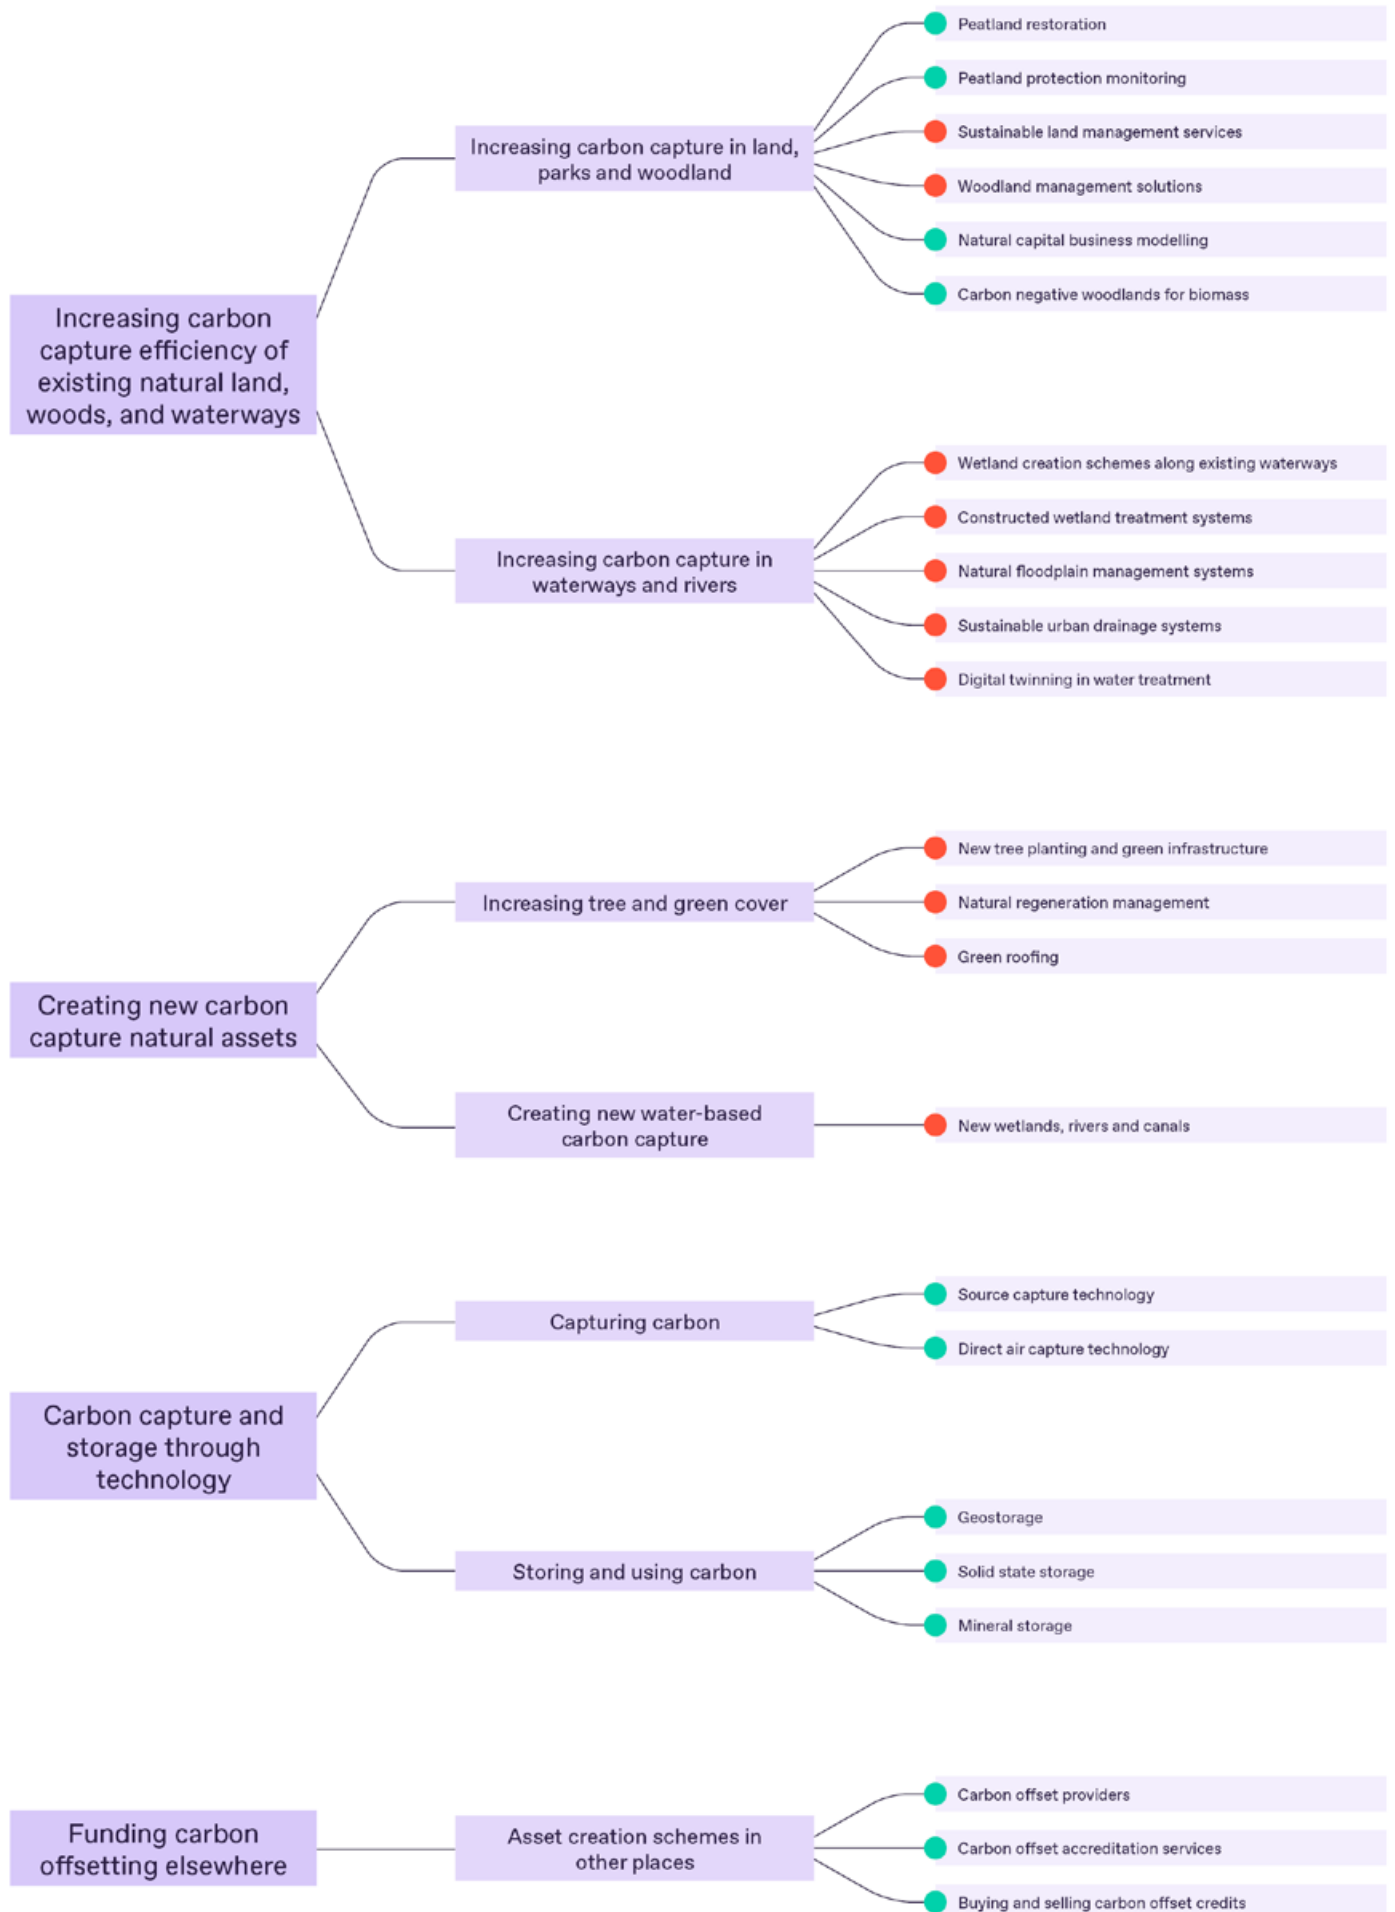 Peatland restoration
Peatland protection monitoring
Increasing carbon capture in land,
parks and woodland
Sustainable land management services
Woodland management solutions
Natural capital business modelling
Carbon negative woodlands for biomass
Increasing carbon
capture efficiency of
existing natural land,
woods, and waterways
Wetland creation schemes along existing waterways
Constructed wetland treatment systems
Increasing carbon capture in
waterways and rivers
Natural floodplain management systems
Sustainable urban drainage systems
Digital twinning in water treatment
New tree planting and green infrastructure
Increasing tree and green cover
Natural regeneration management
Green roofing
Creating new carbon
capture natural assets
Creating new water-based
carbon capture
New wetlands, rivers and canals
Source capture technology
Capturing carbon
Direct air capture technology
Carbon capture and
storage through
technology
Geostorage
Storing and using carbon
Solid state storage
Mineral storage
Carbon offset providers
Funding carbon
offsetting elsewhere
Asset creation schemes in
other places
Carbon offset accreditation services
Buying and selling carbon offset credits